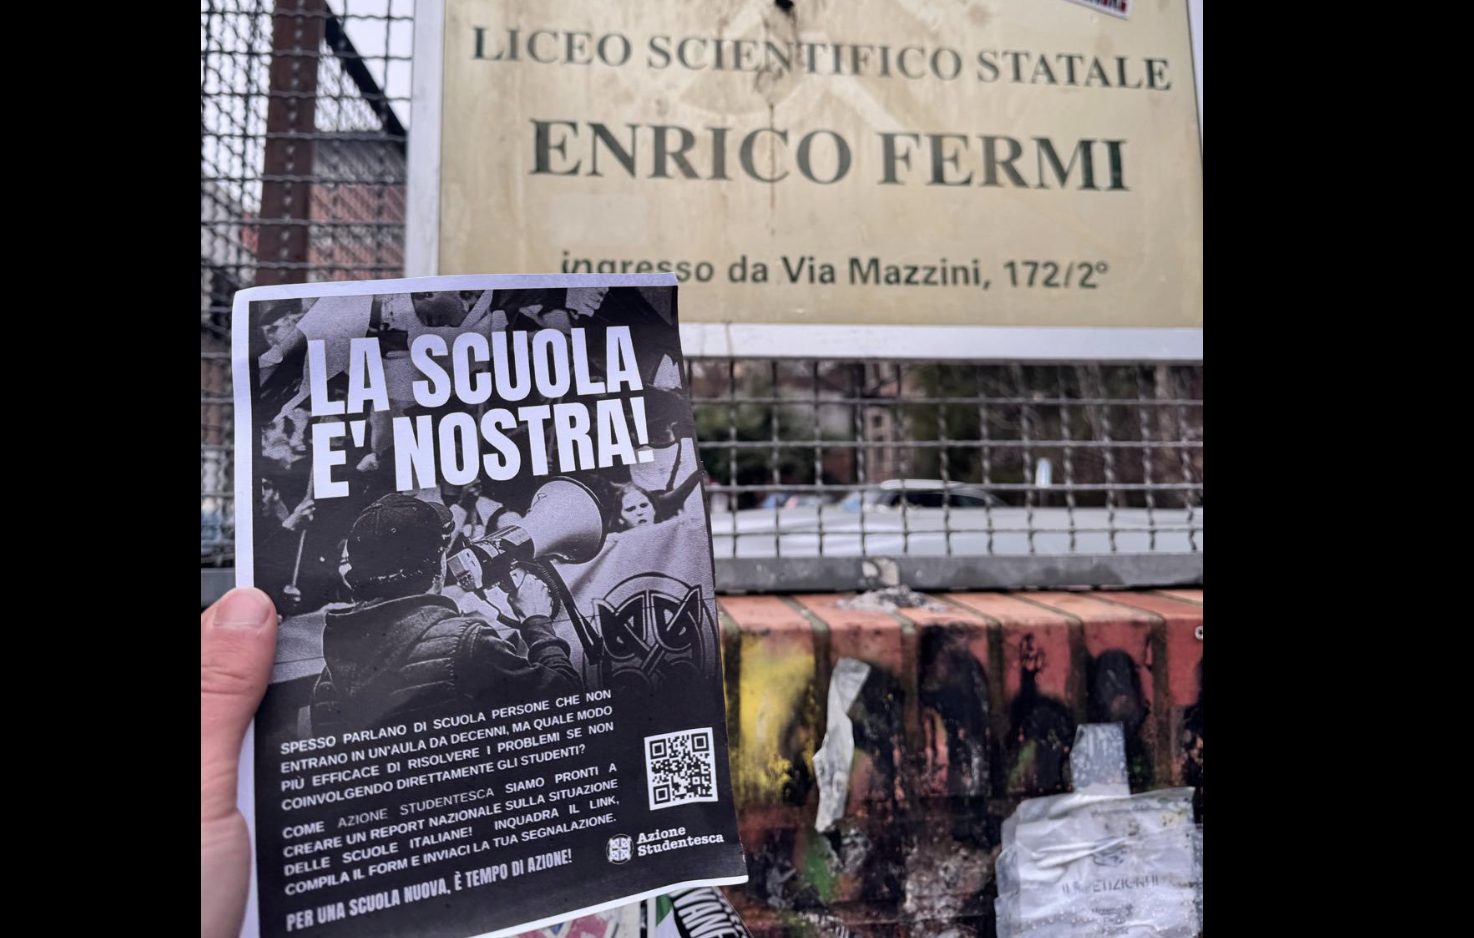 LICEO SCIENTIFICO STATALE
ENRICO FERMI
ingresso da Via Mazzini, 172/2°
LA SCUOLA
E' NOSTRA!
SPESSO PARLANO DI SCUOLA PERSONE CHE NON
ENTRANO IN UN'AULA DA DECENNI, MA QUALE MODO
PIÙ EFFICACE DI RISOLVERE I PROBLEMI SE NON
COINVOLGENDO DIRETTAMENTE GLI STUDENTI?
COME AZIONE STUDENTESCA SIAMO PRONTI A
CREARE UN REPORT NAZIONALE SULLA SITUAZIONE
DELLE SCUOLE ITALIANE! INQUADRA IL LINK,
COMPILA IL FORM E INVIACI LA TUA SEGNALAZIONE.
PER UNA SCUOLA NUOVA, È TEMPO DI AZIONE!
Azione
Studentesca